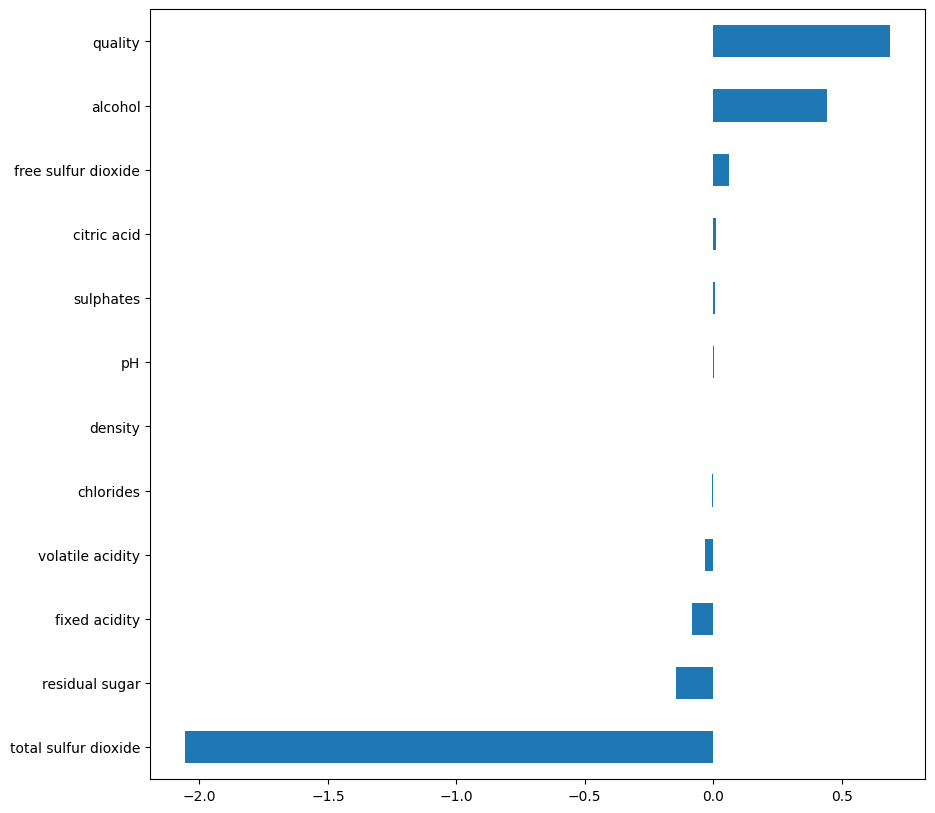 quality
alcohol
free sulfur dioxide
citric acid
sulphates
pH
density
chlorides
volatile acidity
fixed acidity
residual sugar
total sulfur dioxide
−2.0 −1.5 −1.0 −0.5 0.0 0.5